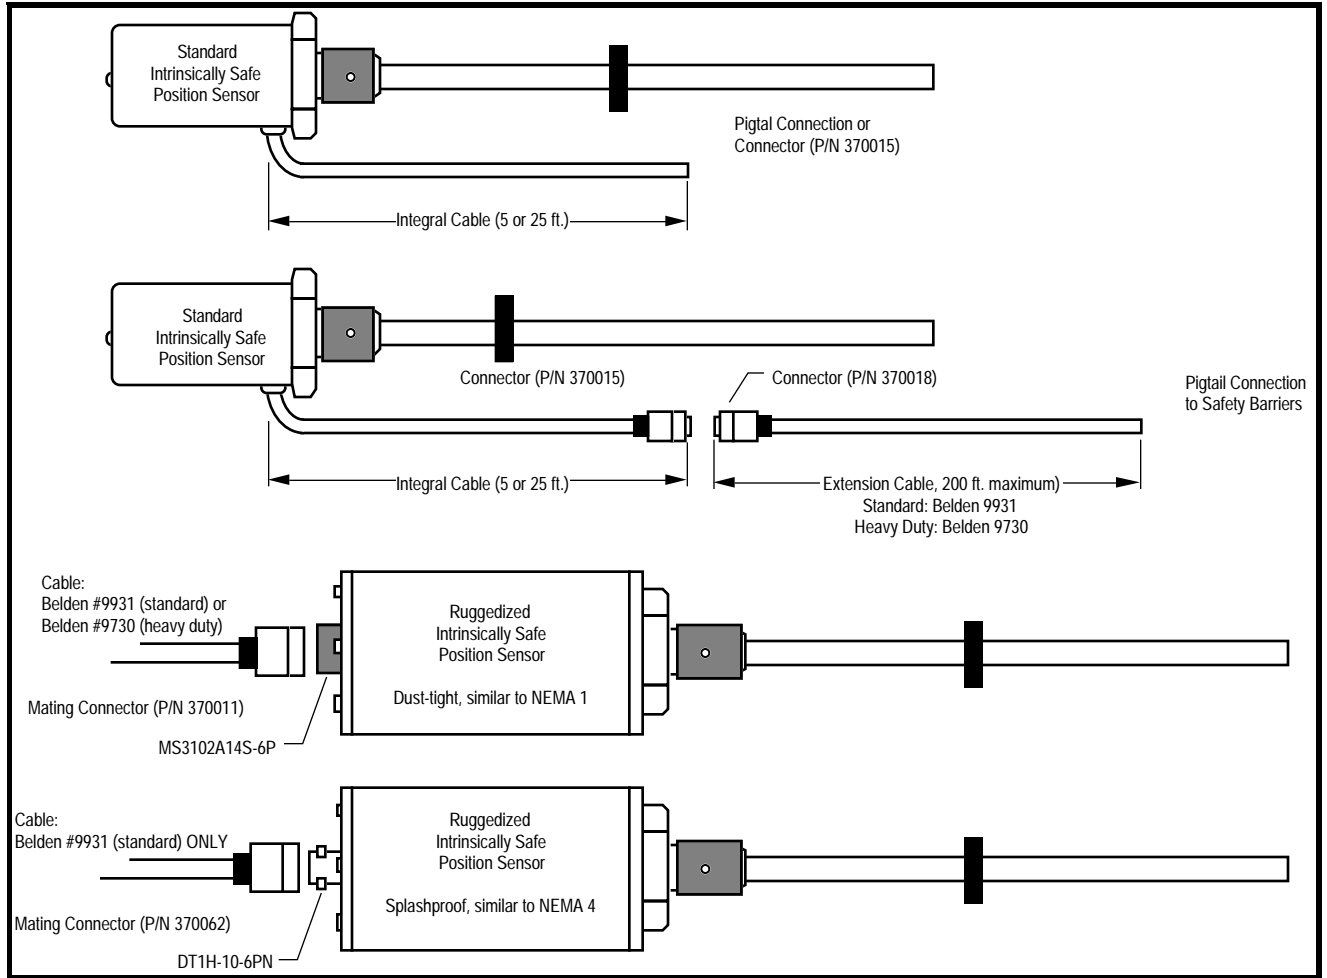 Standard
Intrinsically Safe
Position Sensor
Pigtal Connection or
Connector (P/N 370015)
Integral Cable (5 or 25 ft.)
Standard
Intrinsically Safe
Position Sensor
Connector (P/N 370015)
Connector (P/N 370018)
Pigtail Connection
to Safety Barriers
Integral Cable (5 or 25 ft.)
Extension Cable, 200 ft. maximum)
Standard: Belden 9931
Heavy Duty: Belden 9730
Cable:
Belden #9931 (standard) or
Belden #9730 (heavy duty)
Mating Connector (P/N 370011)
MS3102A14S-6P
Ruggedized
Intrinsically Safe
Position Sensor
Dust-tight, similar to NEMA 1
Cable:
Belden #9931 (standard) ONLY
Mating Connector (P/N 370062)
DT1H-10-6PN
Ruggedized
Intrinsically Safe
Position Sensor
Splashproof, similar to NEMA 4